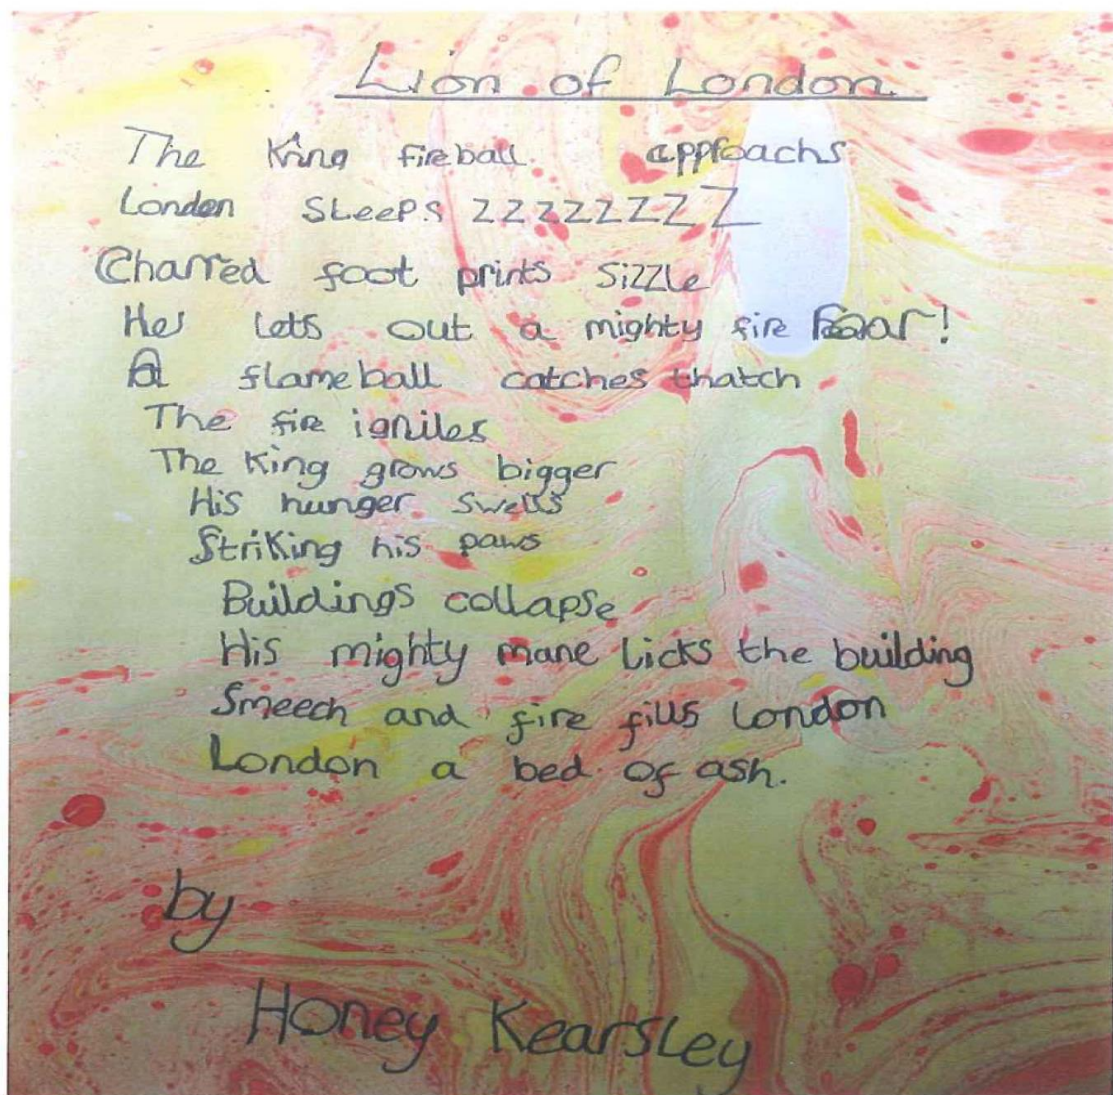 Lion of London
The King fireball approachs
London Sleeps ZZZZZZZZ
Charred foot prints sizzle
He lets out a mighty fire Roar!
A flameball catches thatch
The fire ignites
The King grows bigger
His hunger swells
Striking his paws
Buildings collapse
His mighty mane licks the building
Smeech and fire fills London
London a bed of ash.
by
Honey Kearsley